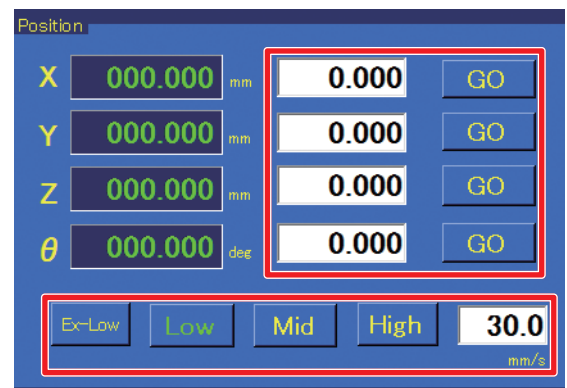 Position
X 000.000 mm 0.000 GO
Y 000.000 mm 0.000 GO
Z 000.000 mm 0.000 GO
θ 000.000 deg 0.000 GO
Ex-Low Low Mid High 30.0
mm/s